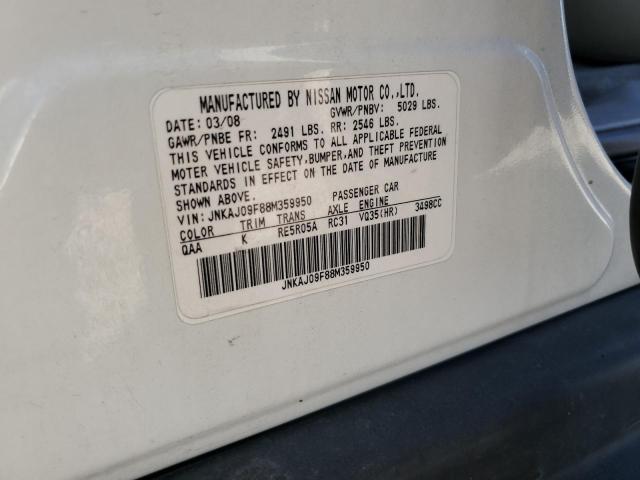 MANUFACTURED BY NISSAN MOTOR CO.,LTD.
DATE: 03/08 GVWR/PNBV: 5029 LBS.
GAWR/PNBE FR: 2491 LBS. RR: 2546 LBS.
THIS VEHICLE CONFORMS TO ALL APPLICABLE FEDERAL
MOTOR VEHICLE SAFETY, BUMPER, AND THEFT PREVENTION
STANDARDS IN EFFECT ON THE DATE OF MANUFACTURE
SHOWN ABOVE.
VIN: JNKAJ09F88M359950 PASSENGER CAR
COLOR TRIM TRANS AXLE ENGINE
QAA K RE5R05A RC31 VQ35(HR) 3498CC
JNKAJ09F88M359950